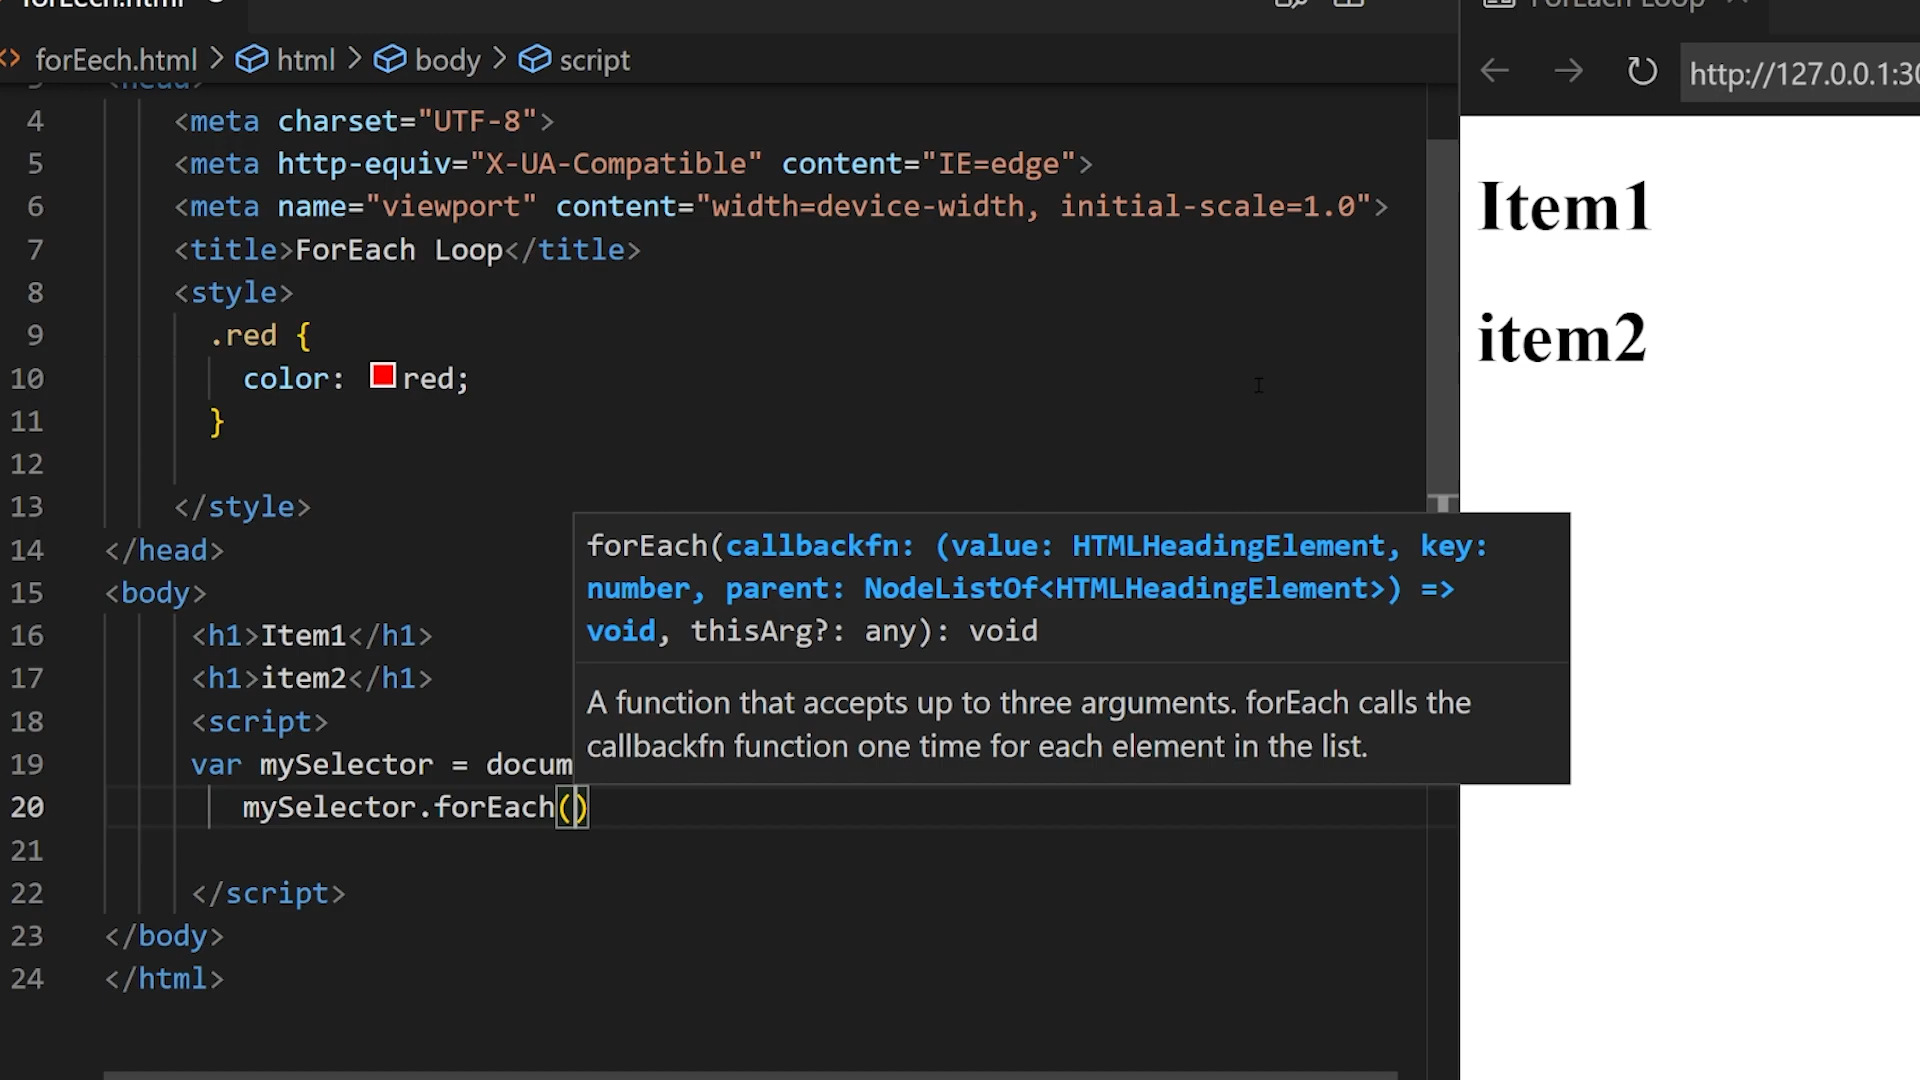 forEech.html
ForEach Loop
forEech.html > html > body > script
http://127.0.0.1:30
3 <head>
4 <meta charset="UTF-8">
5 <meta http-equiv="X-UA-Compatible" content="IE=edge">
6 <meta name="viewport" content="width=device-width, initial-scale=1.0">
7 <title>ForEach Loop</title>
8 <style>
9 .red {
10 color: red;
11 }
12
13 </style>
14 </head>
15 <body>
16 <h1>Item1</h1>
17 <h1>item2</h1>
18 <script>
19 var mySelector = docum
20 mySelector.forEach()
21
22 </script>
23 </body>
24 </html>
forEach(callbackfn: (value: HTMLHeadingElement, key:
number, parent: NodeListOf<HTMLHeadingElement>) =>
void, thisArg?: any): void
A function that accepts up to three arguments. forEach calls the
callbackfn function one time for each element in the list.
Item1
item2